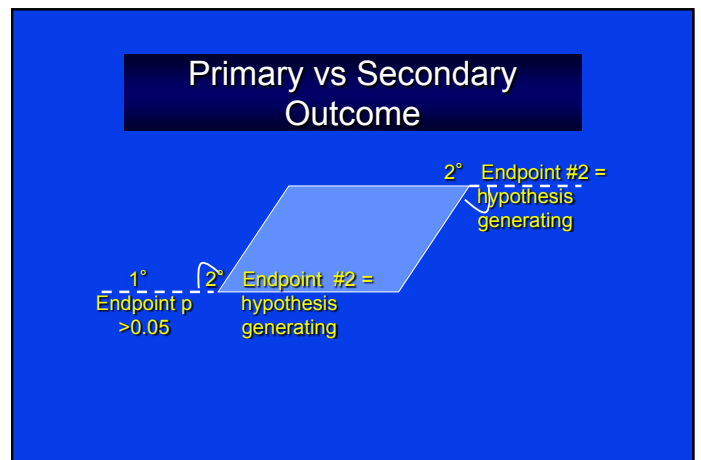 Primary vs Secondary
Outcome
2° Endpoint #2 =
hypothesis
generating
1°
Endpoint p
>0.05
2° Endpoint #2 =
hypothesis
generating